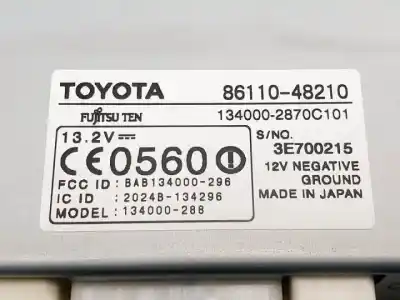 TOYOTA 86110-48210
FUJITSU TEN 134000-2870C101
13.2V S/NO.
CE0560 3E700215
12V NEGATIVE
FCC ID : BAB134000-296 GROUND
IC ID : 2024B-134296 MADE IN JAPAN
MODEL : 134000-288